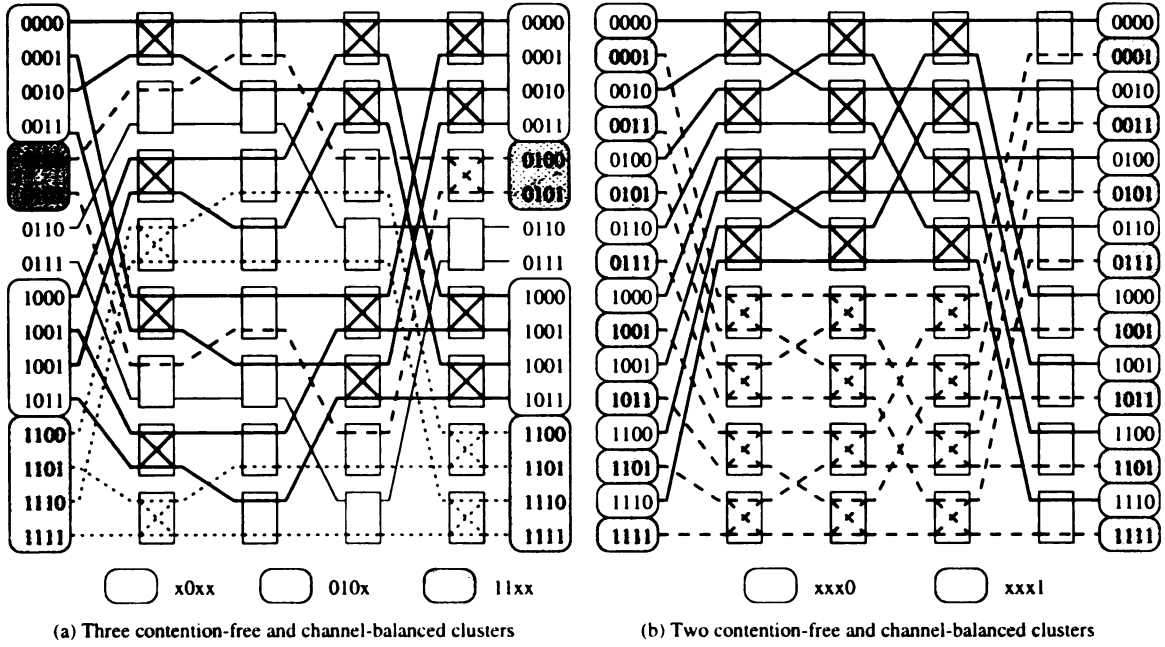 0000 0000 0000 0000
0001 0001 0001 0001
0010 0010 0010 0010
0011 0011 0011 0011
0100 0100 0100
0101 0101 0101
0110 0110 0110 0110
0111 0111 0111 0111
1000 1000 1000 1000
1001 1001 1001 1001
1001 1001 1001 1001
1011 1011 1011 1011
1100 1100 1100 1100
1101 1101 1101 1101
1110 1110 1110 1110
1111 1111 1111 1111
x0xx 010x 11xx xxx0 xxx1
(a) Three contention-free and channel-balanced clusters
(b) Two contention-free and channel-balanced clusters